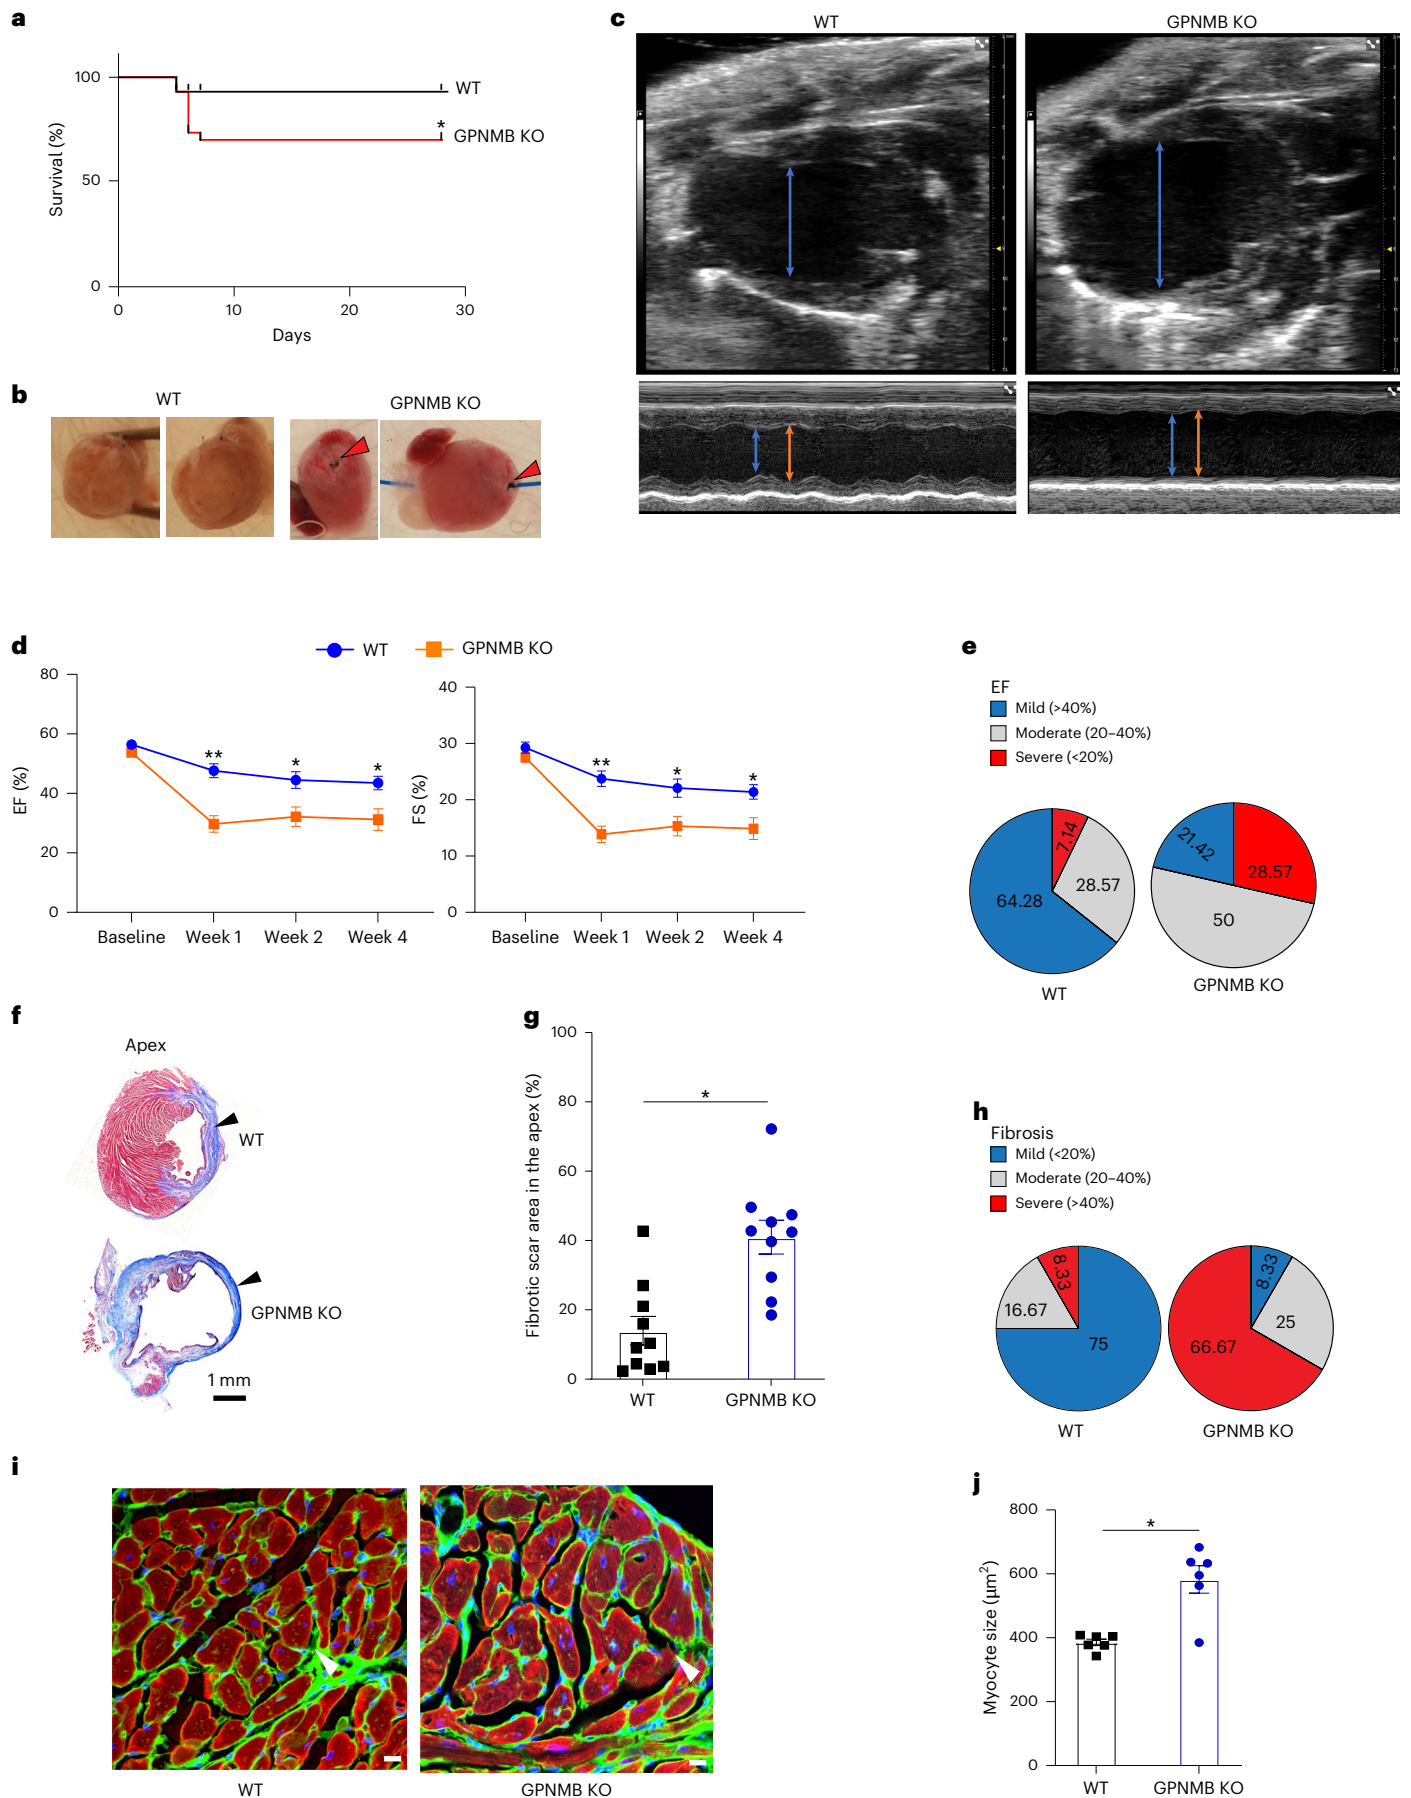 a
100
50
0
Survival (%)
WT
*
GPNMB KO
0 10 20 30
Days
b
WT
GPNMB KO
c
WT
GPNMB KO
d
WT
GPNMB KO
80
60
40
20
0
EF (%)
** * *
Baseline Week 1 Week 2 Week 4
40
30
20
10
0
FS (%)
** * *
Baseline Week 1 Week 2 Week 4
e
EF
Mild (>40%)
Moderate (20–40%)
Severe (<20%)
7.14
28.57
64.28
WT
21.42
28.57
50
GPNMB KO
f
Apex
WT
GPNMB KO
1 mm
g
100
80
60
40
20
0
Fibrotic scar area in the apex (%)
*
WT
GPNMB KO
h
Fibrosis
Mild (<20%)
Moderate (20–40%)
Severe (>40%)
8.33
16.67
75
WT
8.33
25
66.67
GPNMB KO
i
WT
GPNMB KO
j
800
600
400
200
0
Myocyte size (µm²)
*
WT
GPNMB KO